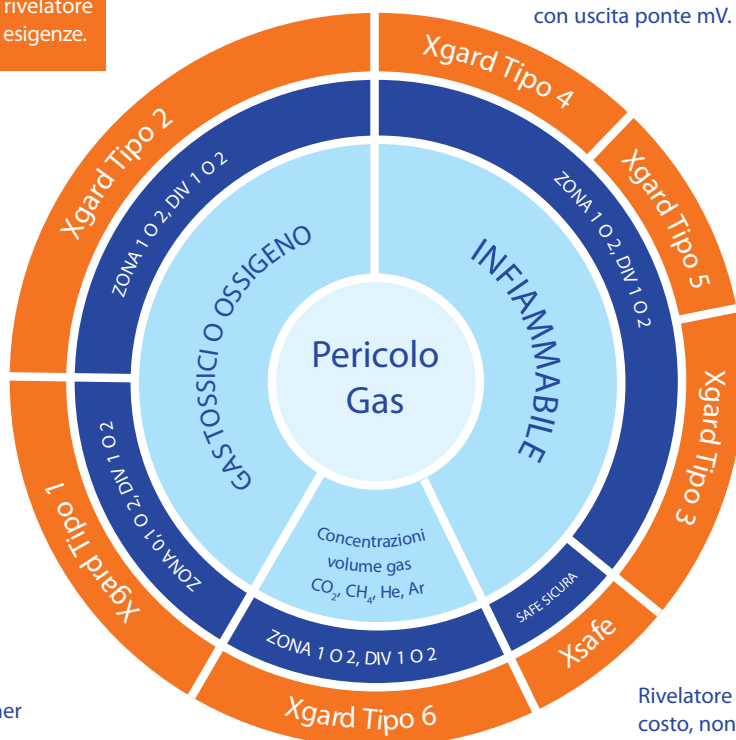 rivelatore
esigenze.
con uscita ponte mV.
Xgard Tipo 4
Xgard Tipo 2
Xgard Tipo 5
ZONA 1 O 2, DIV 1 O 2
ZONA 1 O 2, DIV 1 O 2
GASTOSSICI O OSSIGENO
INFIAMMABILE
Pericolo
Gas
Xgard Tipo 3
Xgard Tipo 1
ZONA 0,1 O 2, DIV 1 O 2
Concentrazioni
volume gas
CO₂, CH₄, He, Ar
SAFE SICURA
ZONA 1 O 2, DIV 1 O 2
Xsafe
Xgard Tipo 6
Rivelatore
costo, non